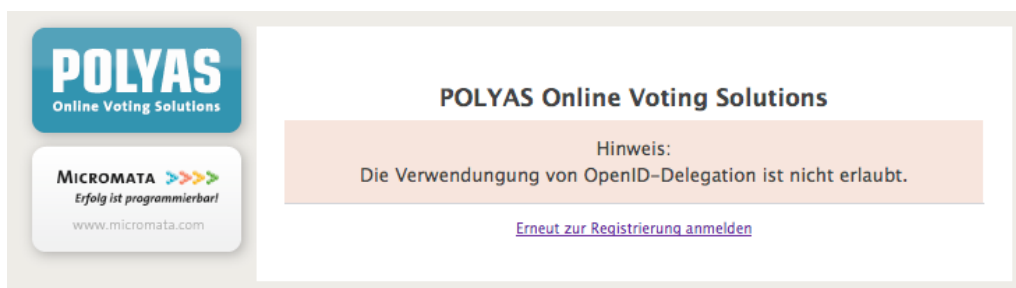 POLYAS
Online Voting Solutions
MICROMATA >>>>
Erfolg ist programmierbar!
www.micromata.com
POLYAS Online Voting Solutions
Hinweis:
Die Verwendungung von OpenID-Delegation ist nicht erlaubt.
Erneut zur Registrierung anmelden